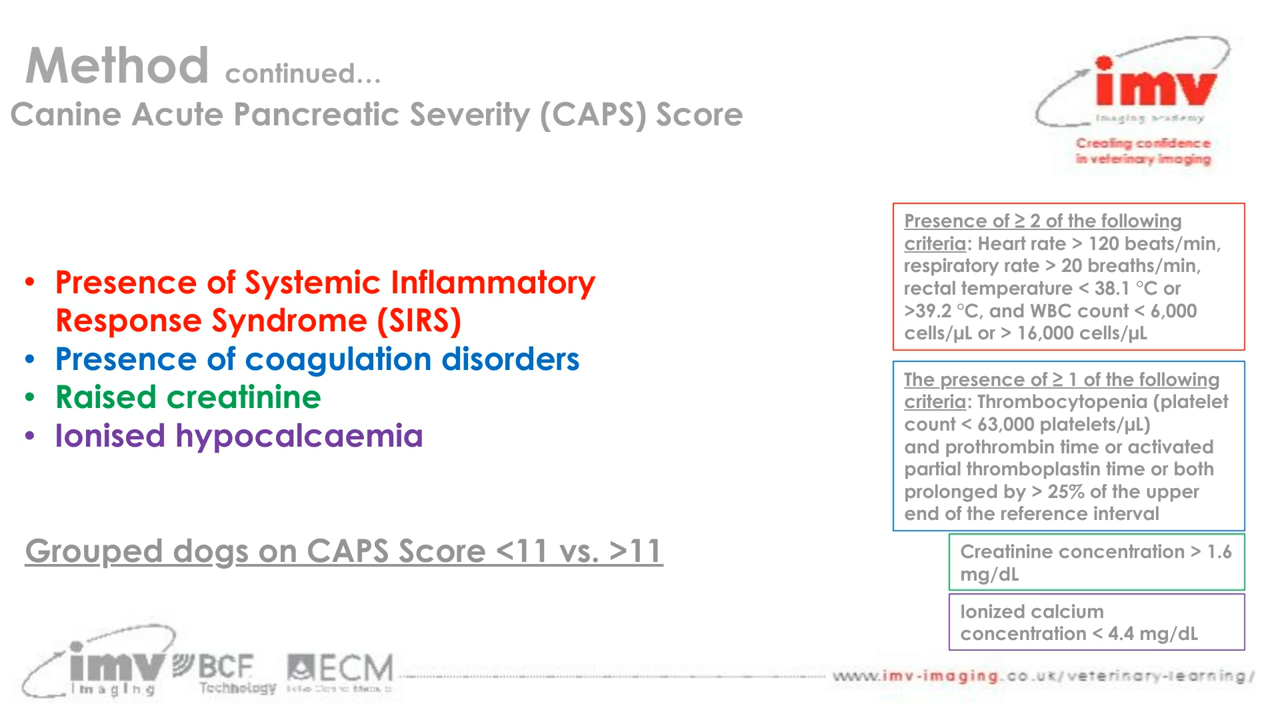 Method continued…
Canine Acute Pancreatic Severity (CAPS) Score
imv
imaging academy
Creating confidence
in veterinary imaging
• Presence of Systemic Inflammatory
Response Syndrome (SIRS)
• Presence of coagulation disorders
• Raised creatinine
• Ionised hypocalcaemia
Grouped dogs on CAPS Score <11 vs. >11
Presence of ≥ 2 of the following
criteria: Heart rate > 120 beats/min,
respiratory rate > 20 breaths/min,
rectal temperature < 38.1 °C or
>39.2 °C, and WBC count < 6,000
cells/µL or > 16,000 cells/µL
The presence of ≥ 1 of the following
criteria: Thrombocytopenia (platelet
count < 63,000 platelets/µL)
and prothrombin time or activated
partial thromboplastin time or both
prolonged by > 25% of the upper
end of the reference interval
Creatinine concentration > 1.6
mg/dL
Ionized calcium
concentration < 4.4 mg/dL
imv
imaging
BCF
Technology
ECM
www.imv-imaging.co.uk/veterinary-learning/